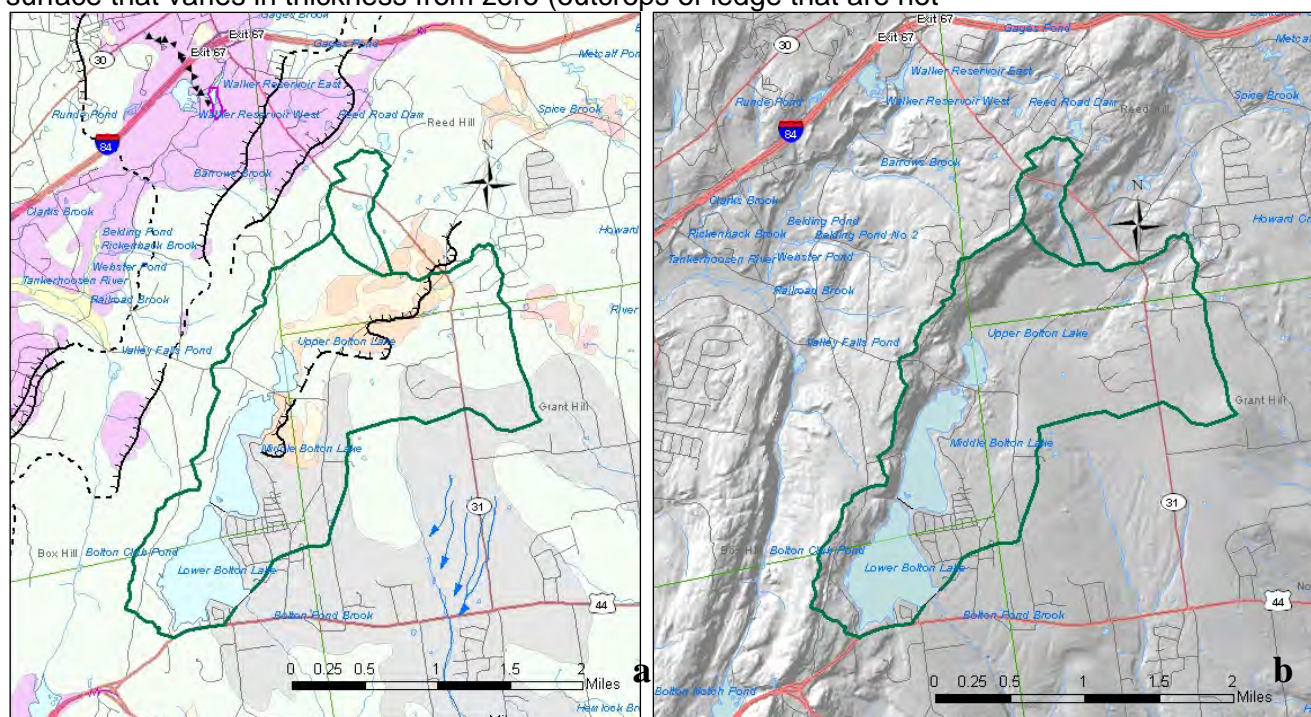 surface that varies in thickness from zero (outcrops of ledge that are not
Exit 67
Exit 67
Gages Pond
30
Metcalf Pond
Walker Reservoir East
Runde Pond
Walker Reservoir West
Reed Road Dam
Spice Brook
Reed Hill
84
N
Barrows Brook
Clarks Brook
Belding Pond
Rickenback Brook
Howard
Webster Pond
Tankerhoosen River
Railroad Brook
River
Upper Bolton Lake
Valley Falls Pond
Grant Hill
Middle Bolton Lake
31
Box Hill
Bolton Club Pond
Lower Bolton Lake
44
Bolton Pond Brook
0 0.25 0.5 1 1.5 2
Miles
a
Exit 67
Exit 67
Gages Pond
30
Metcalf Po
Walker Reservoir East
Runde Pond
Walker Reservoir West
Reed Road Dam
Spice Brook
Reed Hill
84
Barrows Brook
N
Clarks Brook
Belding Pond
Rickenback Brook
Belding Pond No 2
Howard Cr
Tankerhoosen River
Webster Pond
Railroad Brook
Upper Bolton Lake
Valley Falls Pond
Grant Hill
Middle Bolton Lake
31
Box Hill
Bolton Club Pond
Lower Bolton Lake
44
Bolton Pond Brook
0 0.25 0.5 1 1.5 2
Miles
Bolton Notch Pond
b